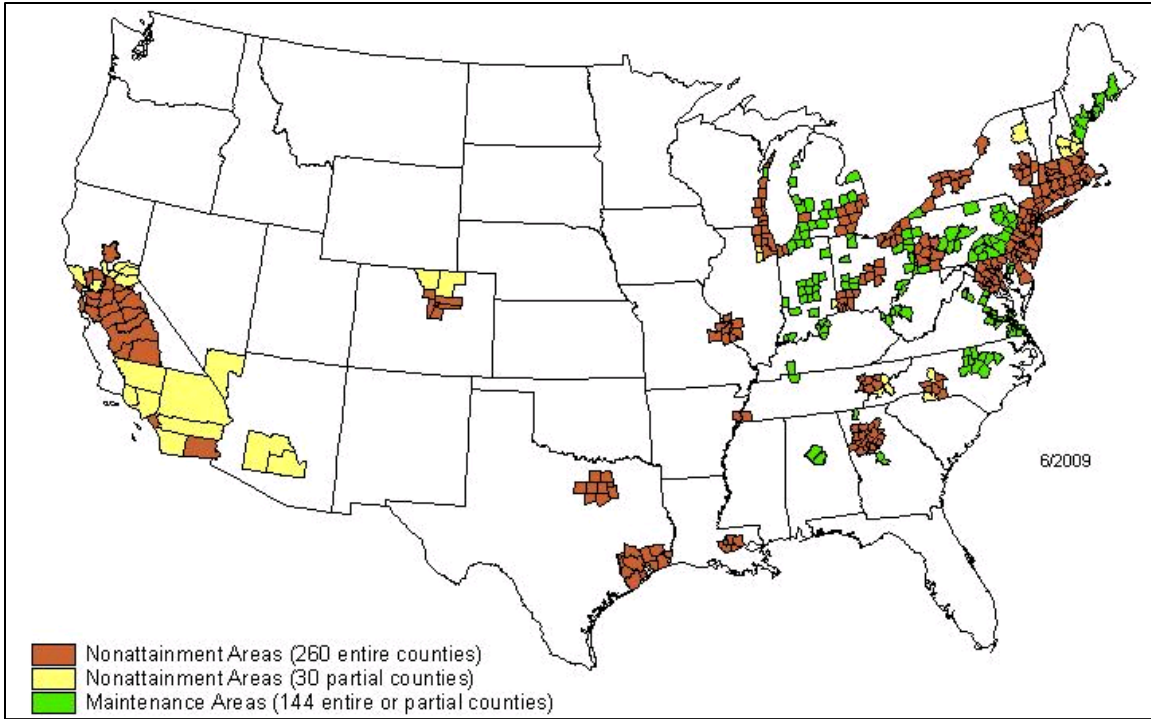 6/2009
Nonattainment Areas (260 entire counties)
Nonattainment Areas (30 partial counties)
Maintenance Areas (144 entire or partial counties)